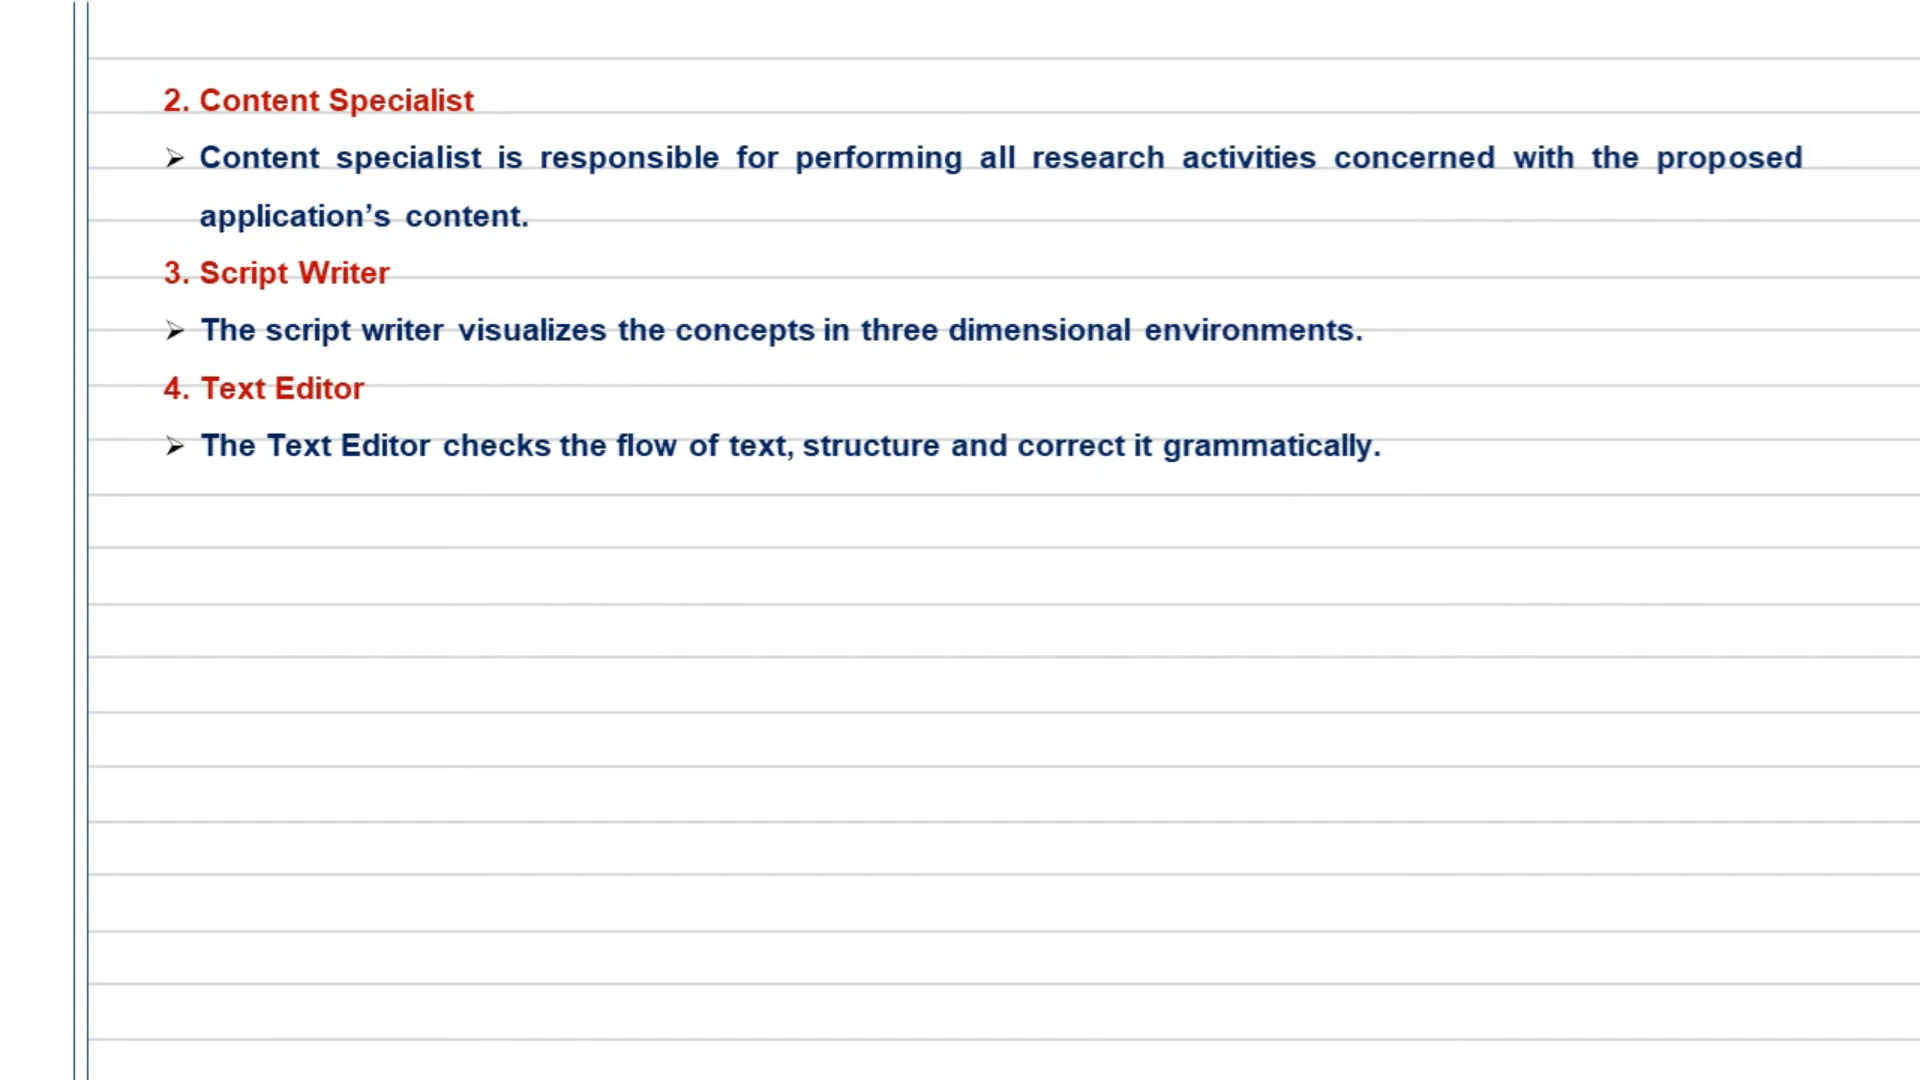 2. Content Specialist
➢ Content specialist is responsible for performing all research activities concerned with the proposed
application’s content.
3. Script Writer
➢ The script writer visualizes the concepts in three dimensional environments.
4. Text Editor
➢ The Text Editor checks the flow of text, structure and correct it grammatically.